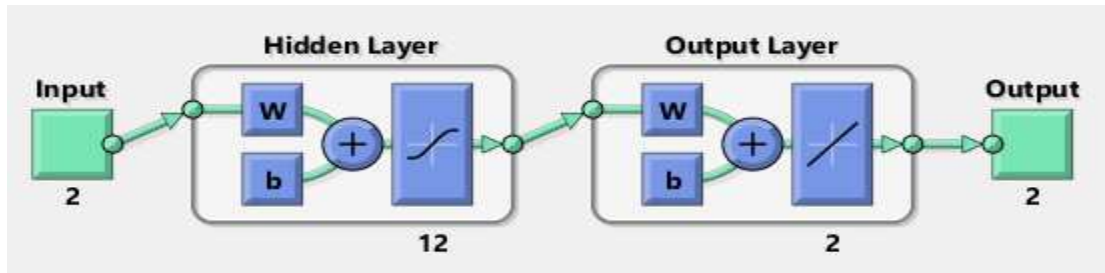 Hidden Layer
Output Layer
Input
W
b
+
W
b
+
Output
2
12
2
2